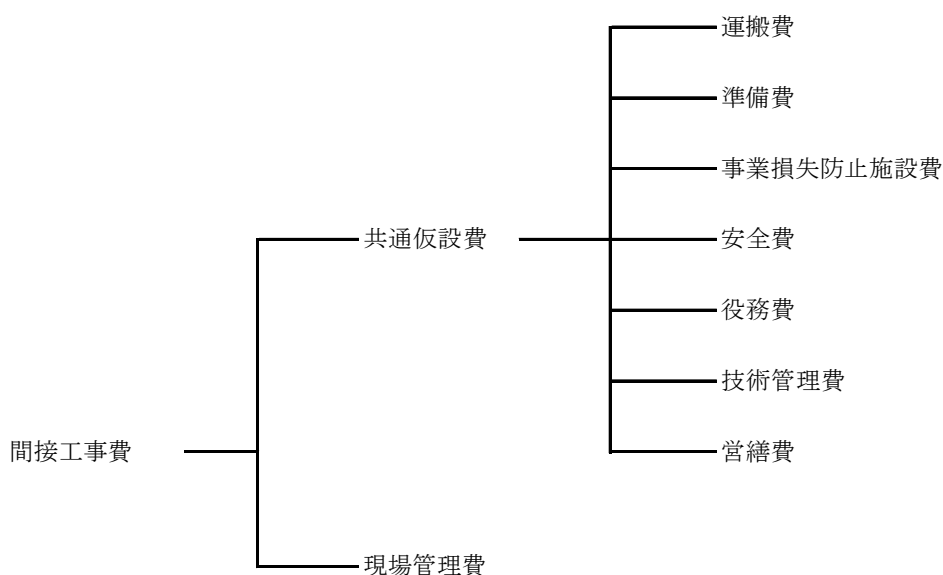 運搬費
準備費
事業損失防止施設費
共通仮設費
安全費
役務費
技術管理費
間接工事費
営繕費
現場管理費